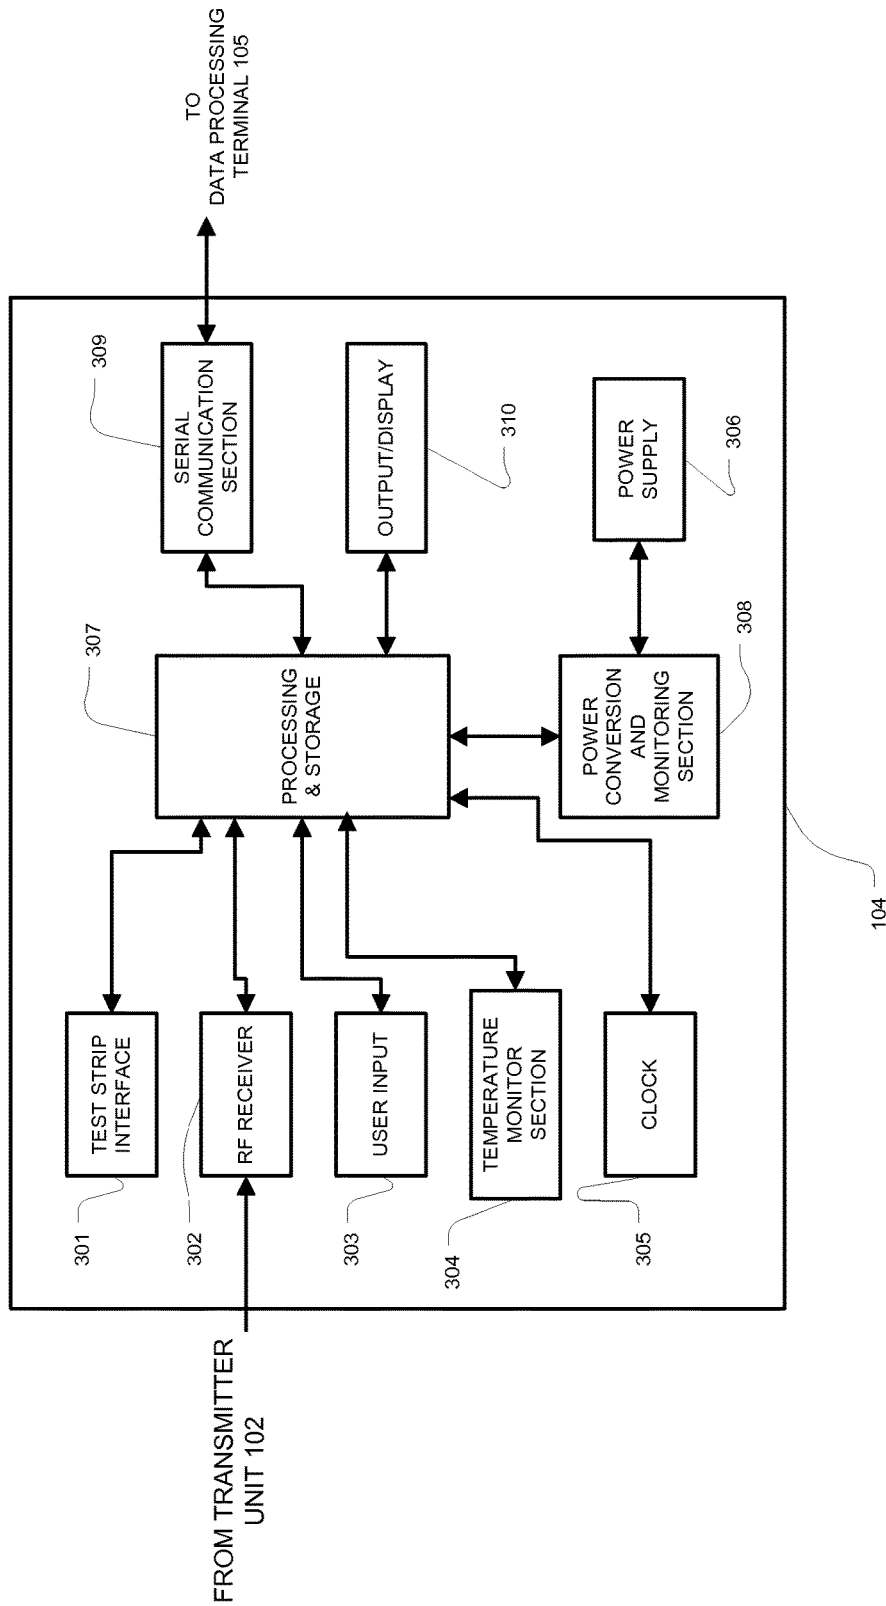 TEST STRIP
INTERFACE
301
RF RECEIVER
302
USER INPUT
303
TEMPERATURE
MONITOR
SECTION
304
CLOCK
305
FROM TRANSMITTER
UNIT 102
PROCESSING
& STORAGE
307
POWER
CONVERSION
AND
MONITORING
SECTION
308
SERIAL
COMMUNICATION
SECTION
309
OUTPUT/DISPLAY
310
POWER
SUPPLY
306
TO
DATA PROCESSING
TERMINAL 105
104